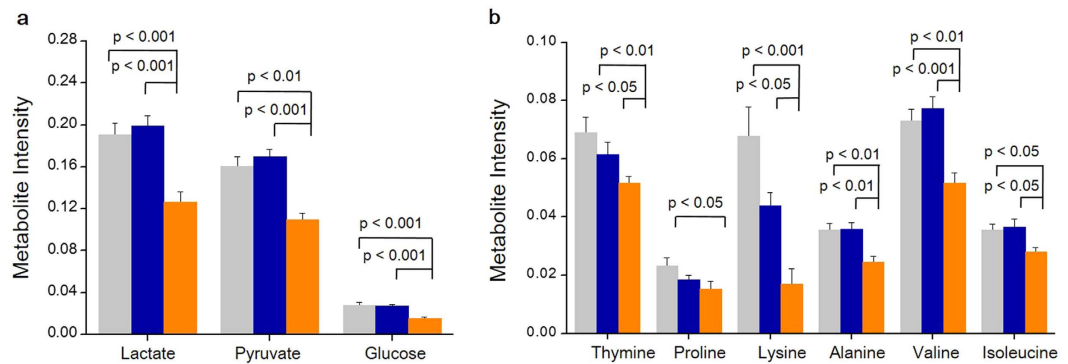 a
Metabolite Intensity
0.28
0.24
0.20
0.16
0.12
0.08
0.04
0.00
p < 0.001
p < 0.001
p < 0.01
p < 0.001
p < 0.001
p < 0.001
Lactate Pyruvate Glucose
b
Metabolite Intensity
0.10
0.08
0.06
0.04
0.02
0.00
p < 0.01
p < 0.05
p < 0.05
p < 0.001
p < 0.05
p < 0.01
p < 0.01
p < 0.01
p < 0.001
p < 0.05
p < 0.05
Thymine Proline Lysine Alanine Valine Isoleucine